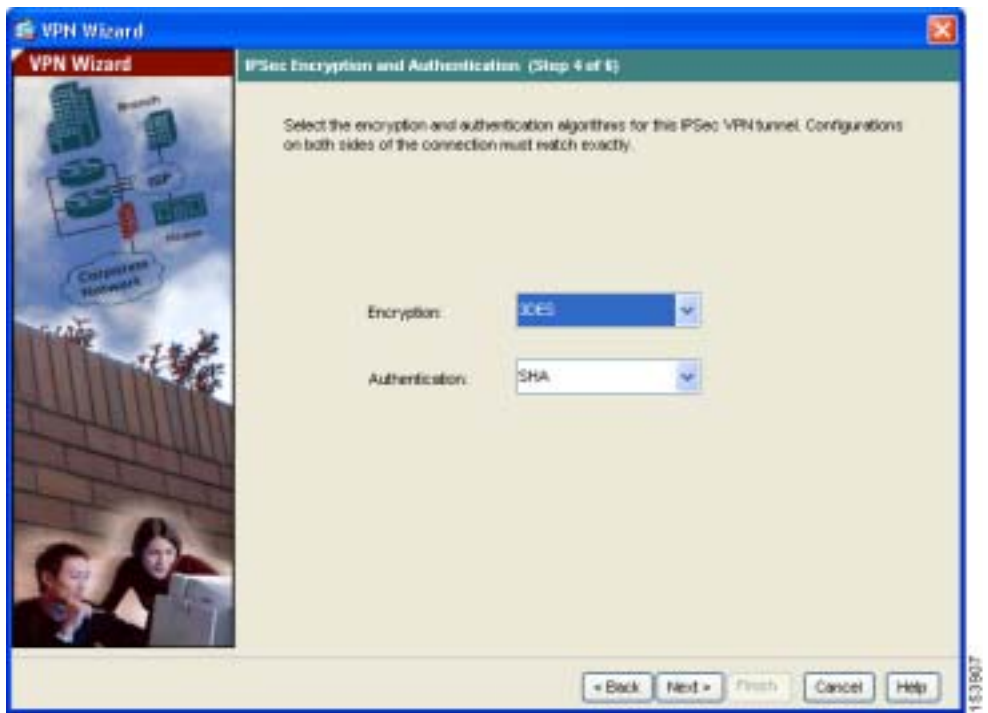 VPN Wizard
VPN Wizard
IPSec Encryption and Authentication (Step 4 of 6)
Branch
ISP
Home
Corporate
Network
Select the encryption and authentication algorithms for this IPSec VPN tunnel. Configurations
on both sides of the connection must match exactly.
Encryption: 3DES
Authentication: SHA
< Back Next > Finish Cancel Help
153907